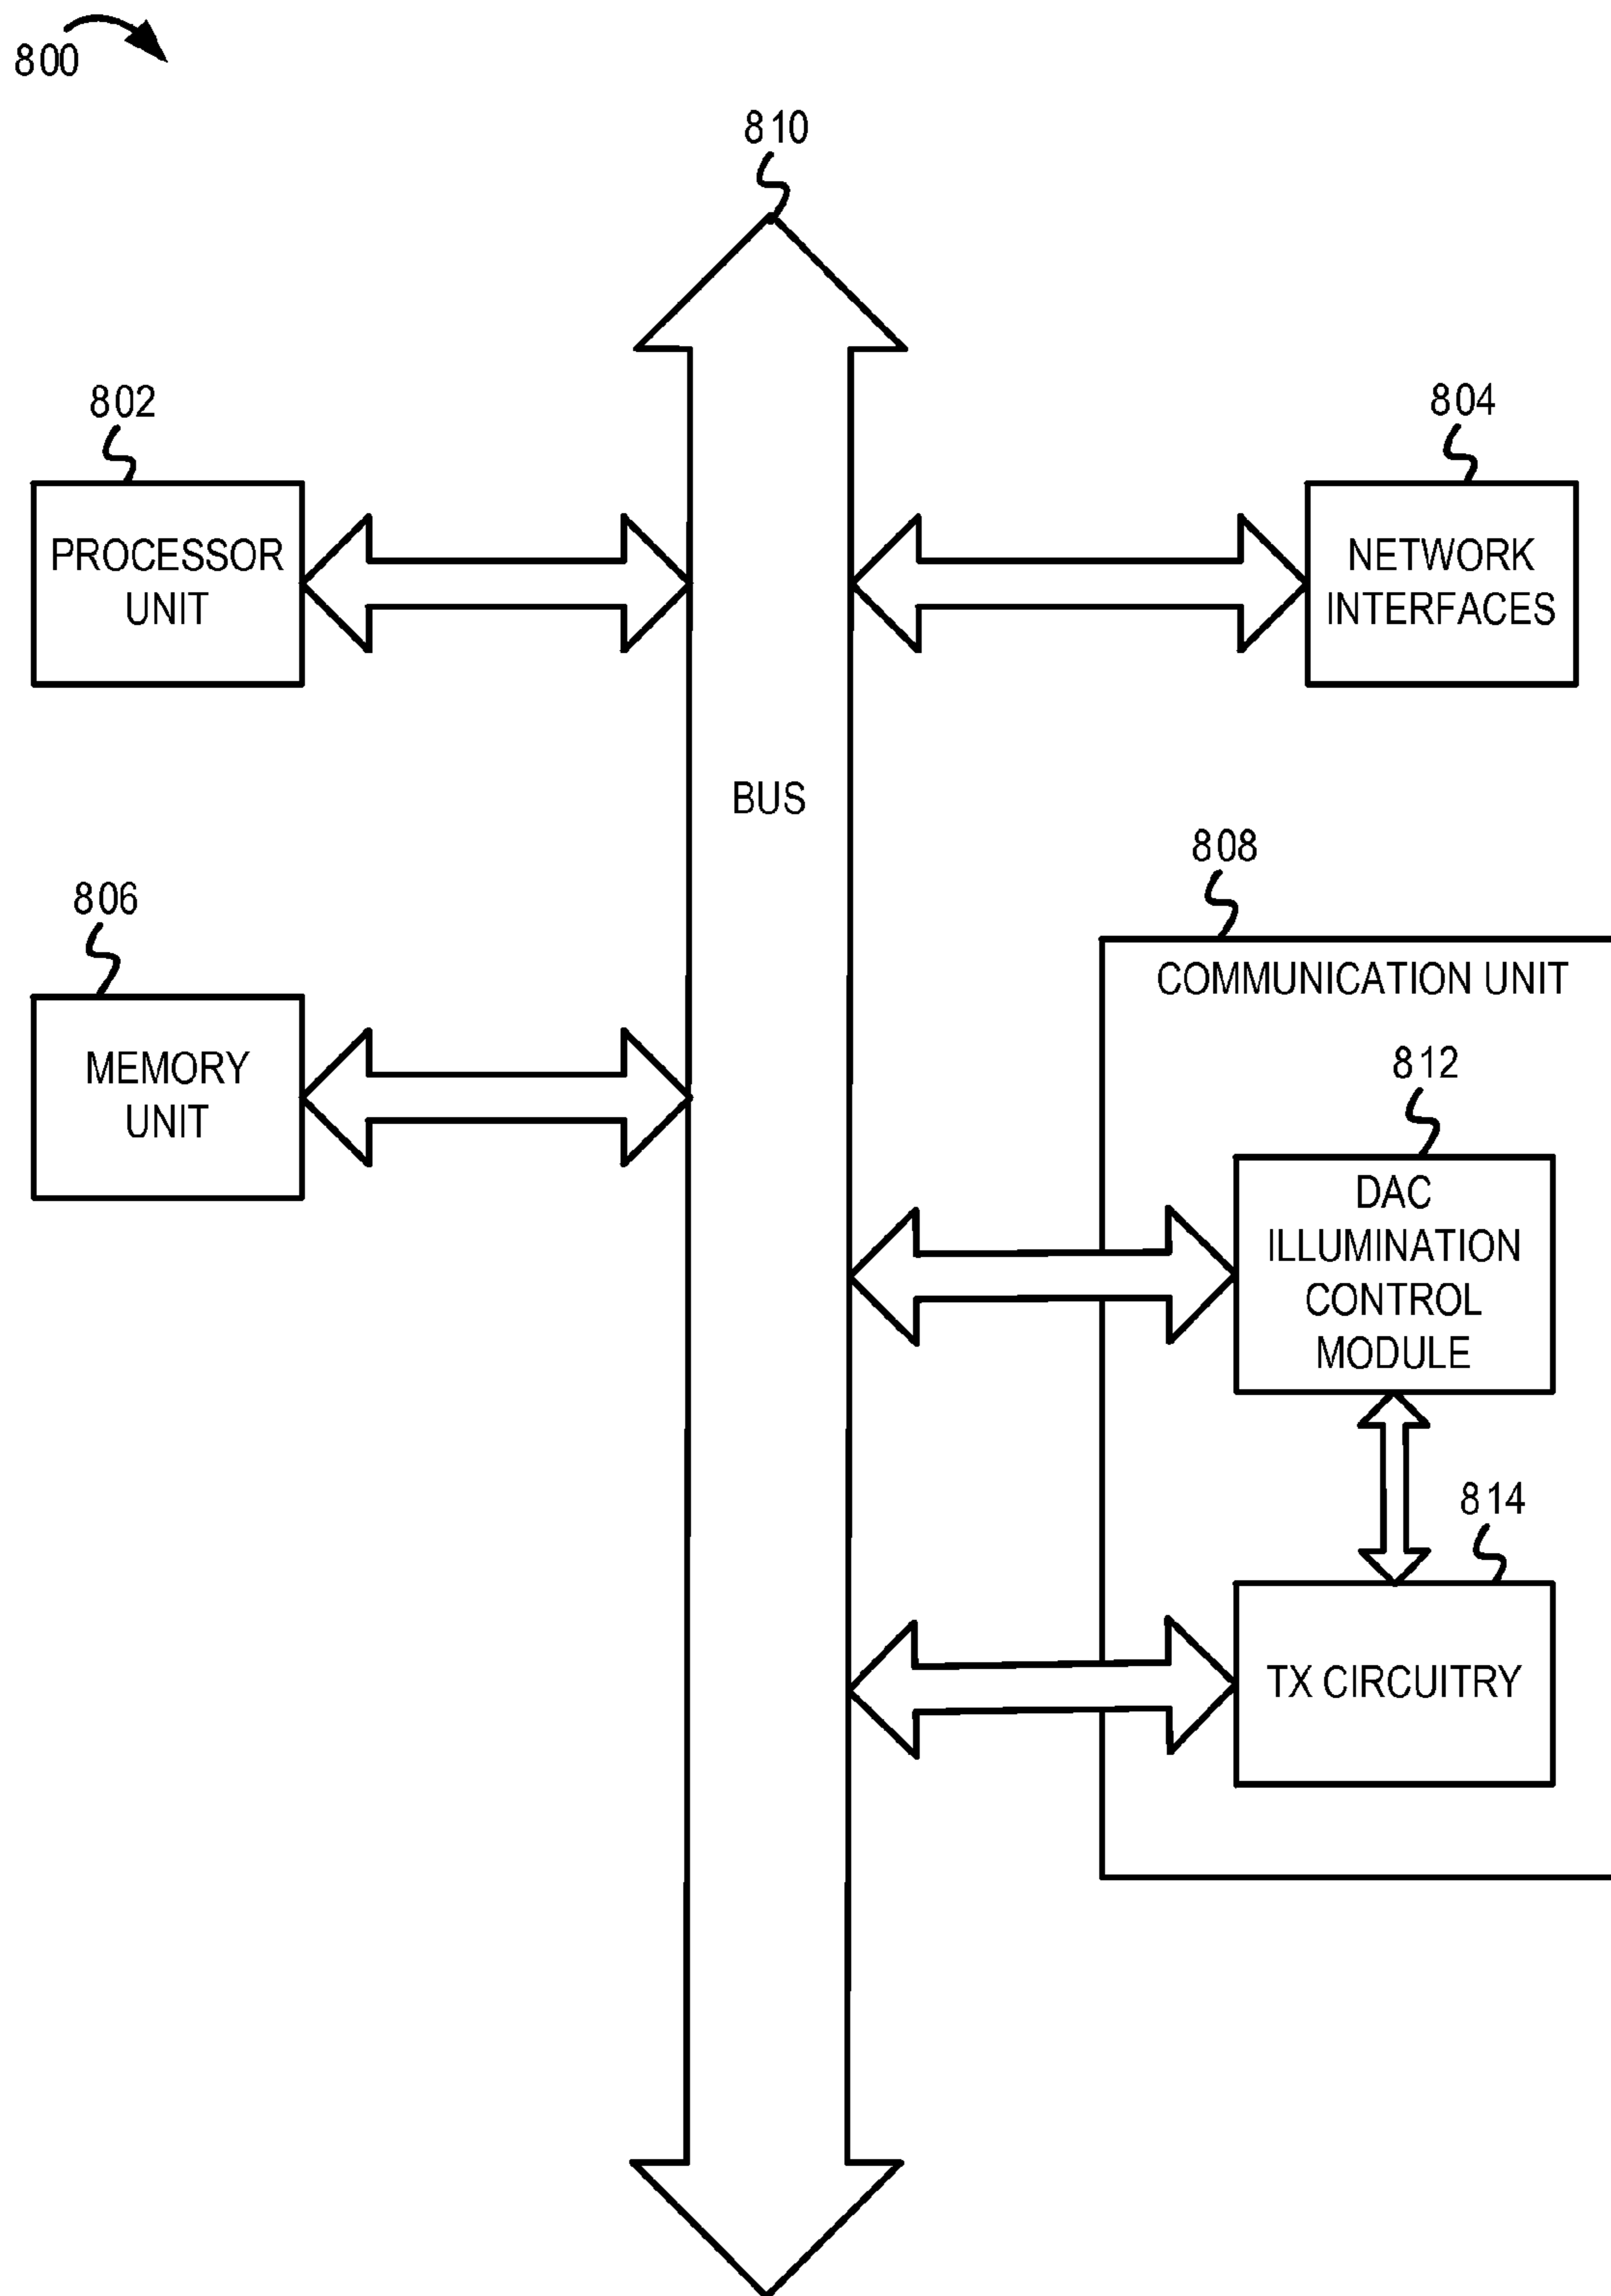 800
810
802
804
PROCESSOR
UNIT
NETWORK
INTERFACES
BUS
808
806
COMMUNICATION UNIT
MEMORY
UNIT
812
DAC
ILLUMINATION
CONTROL
MODULE
814
TX CIRCUITRY